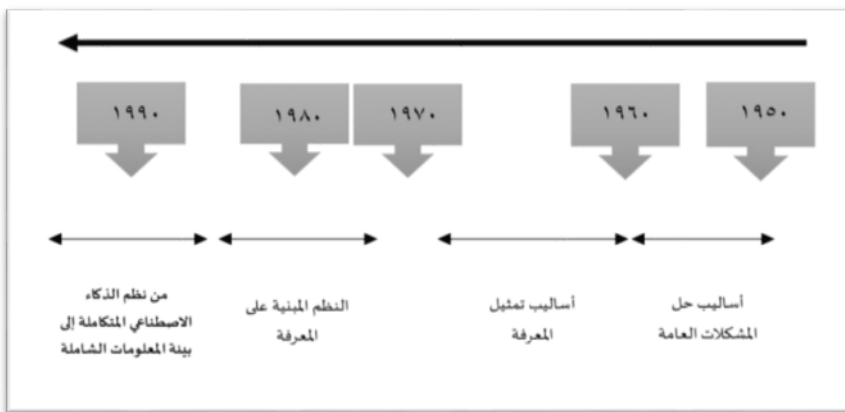 ١٩٥٠
١٩٦٠
١٩٧٠
١٩٨٠
١٩٩٠
أساليب حل
المشكلات العامة
أساليب تمثيل
المعرفة
النظم المبنية على
المعرفة
من نظم الذكاء
الاصطناعي المتكاملة إلى
بيئة المعلومات الشاملة